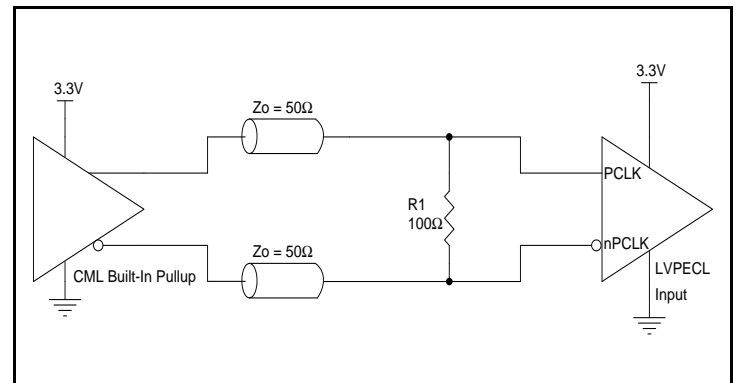 3.3V
3.3V
Zo = 50Ω
PCLK
R1
100Ω
nPCLK
Zo = 50Ω
CML Built-In Pullup
LVPECL
Input